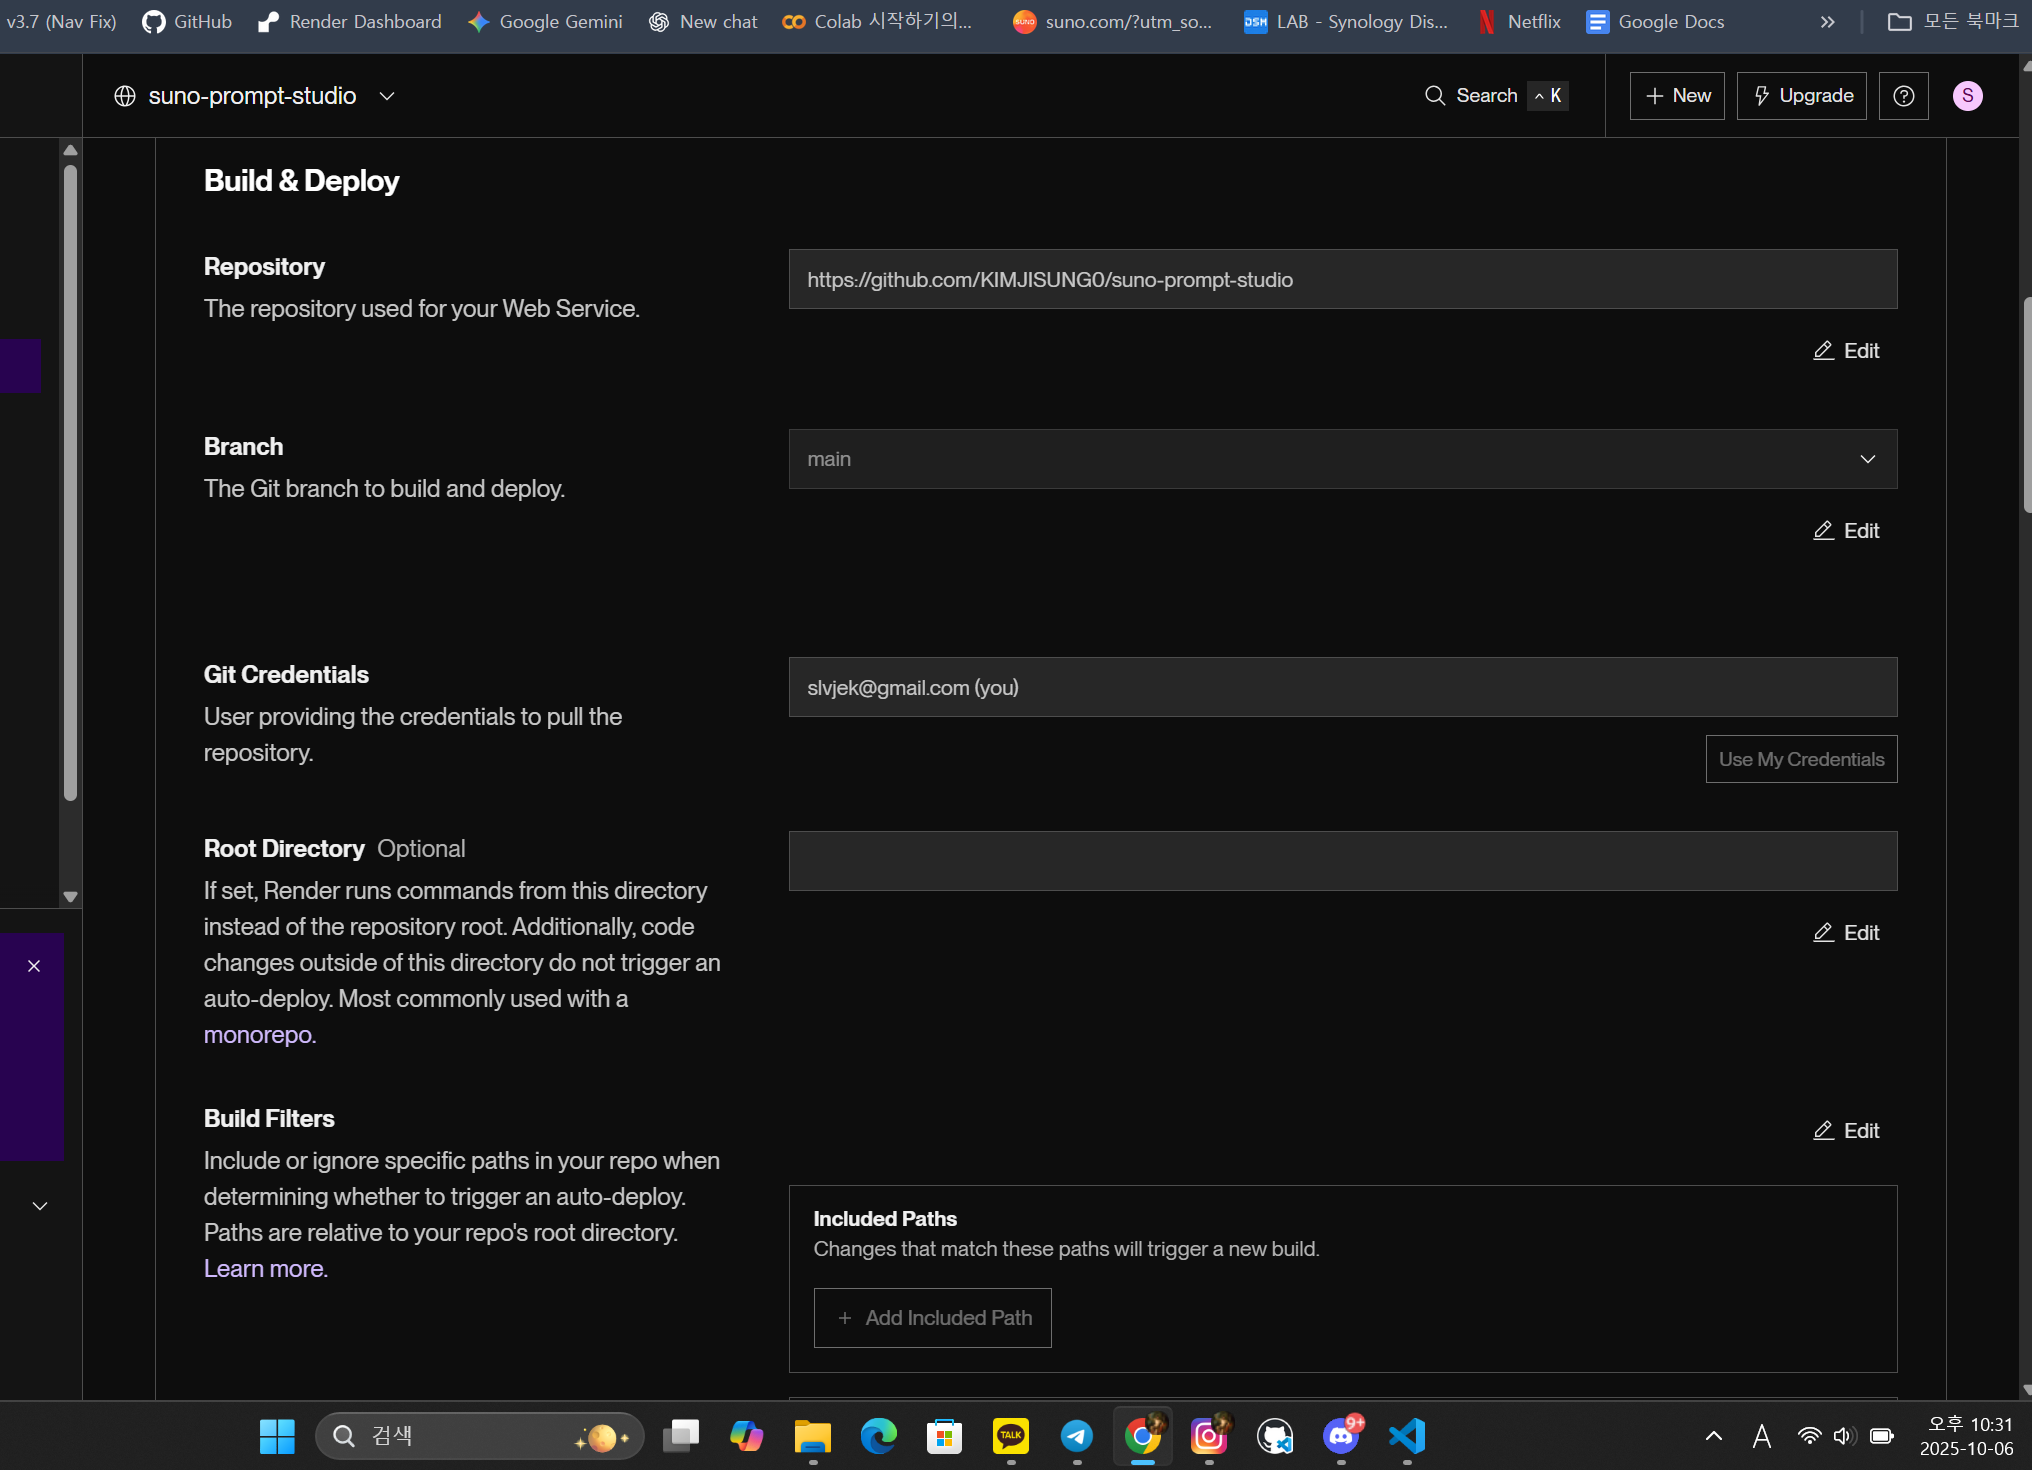 v3.7 (Nav Fix)
GitHub
Render Dashboard
Google Gemini
New chat
Colab 시작하기의...
suno.com/?utm_so...
LAB - Synology Dis...
Netflix
Google Docs
모든 북마크
suno-prompt-studio
Search
^ K
+ New
Upgrade
S
Build & Deploy
Repository
The repository used for your Web Service.
https://github.com/KIMJISUNG0/suno-prompt-studio
Edit
Branch
The Git branch to build and deploy.
main
Edit
Git Credentials
User providing the credentials to pull the
repository.
slvjek@gmail.com (you)
Use My Credentials
Root Directory Optional
If set, Render runs commands from this directory
instead of the repository root. Additionally, code
changes outside of this directory do not trigger an
auto-deploy. Most commonly used with a
monorepo.
Edit
Build Filters
Include or ignore specific paths in your repo when
determining whether to trigger an auto-deploy.
Paths are relative to your repo's root directory.
Learn more.
Edit
Included Paths
Changes that match these paths will trigger a new build.
+ Add Included Path
검색
TALK
9+
A
오후 10:31
2025-10-06